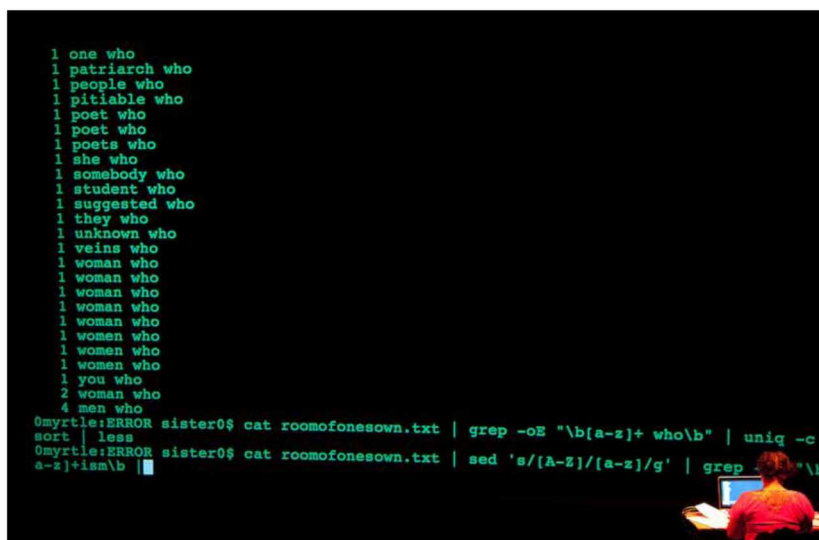 1 one who
1 patriarch who
1 people who
1 pitiable who
1 poet who
1 poet who
1 poets who
1 she who
1 somebody who
1 student who
1 suggested who
1 they who
1 unknown who
1 veins who
1 woman who
1 woman who
1 woman who
1 woman who
1 woman who
1 women who
1 women who
1 women who
1 you who
2 woman who
4 men who
0myrtle:ERROR sister0$ cat roomofonesown.txt | grep -oE "\b[a-z]+ who\b" | uniq -c
sort | less
0myrtle:ERROR sister0$ cat roomofonesown.txt | sed 's/[A-Z]/[a-z]/g' | grep
a-z]+ism\b |